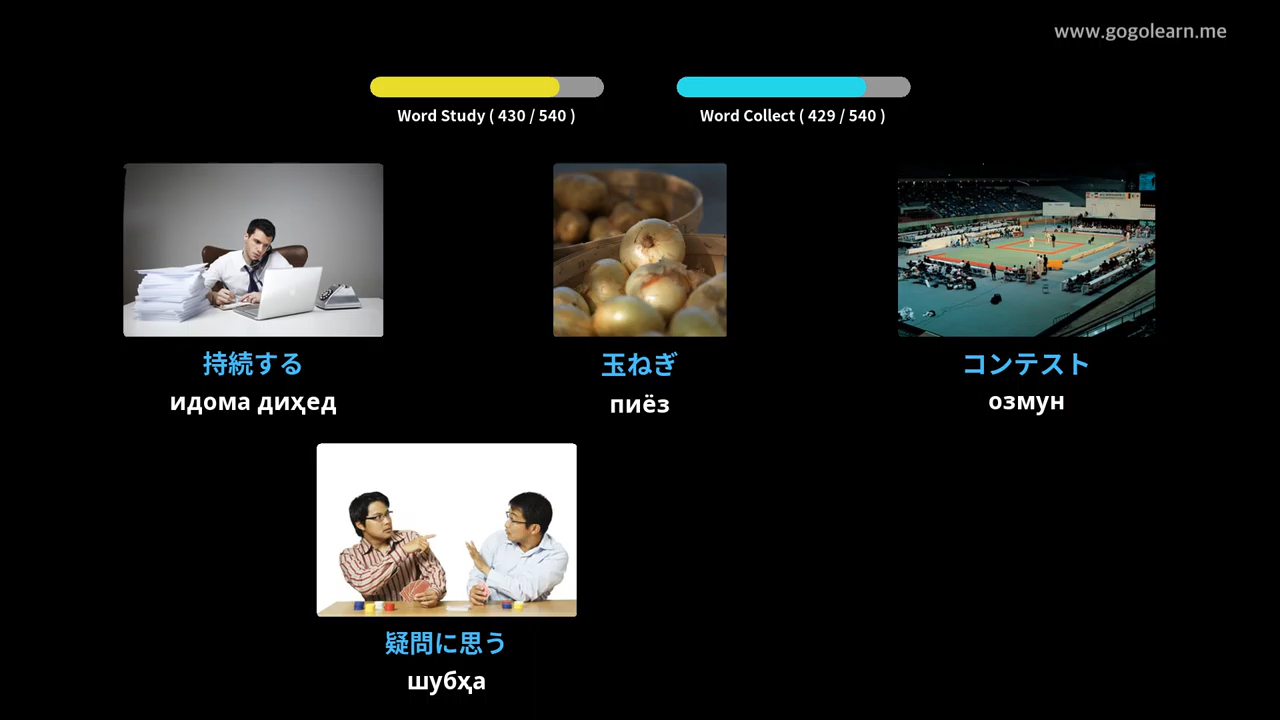 www.gogolearn.me
Word Study ( 430 / 540 )
Word Collect ( 429 / 540 )
持続する
идома диҳед
玉ねぎ
пиёз
コンテスト
озмун
疑問に思う
шубҳа